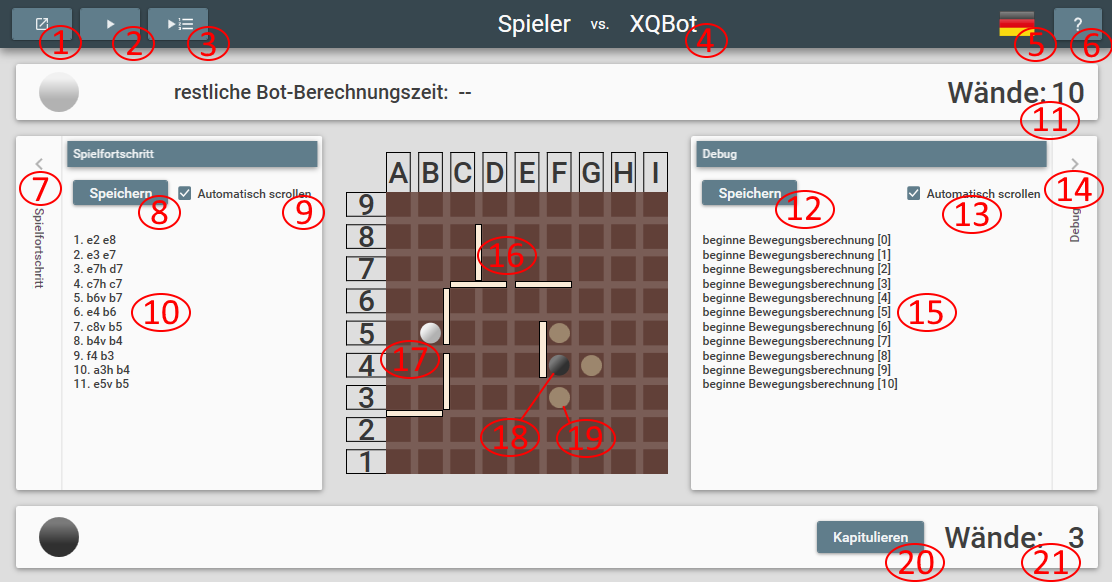 Spieler vs. XQBot
?
1
2
3
4
5
6
restliche Bot-Berechnungszeit: --
Wände: 10
11
Spielfortschritt
Speichern
Automatisch scrollen
7
8
9
Spielfortschritt
1. e2 e8
2. e3 e7
3. e7h d7
4. c7h c7
5. b6v b7
6. e4 b6
7. c8v b5
8. b4v b4
9. f4 b3
10. a3h b4
11. e5v b5
10
A B C D E F G H I
9
8
7
6
5
4
3
2
1
16
17
18
19
Debug
Speichern
Automatisch scrollen
12
13
14
Debug
beginne Bewegungsberechnung [0]
beginne Bewegungsberechnung [1]
beginne Bewegungsberechnung [2]
beginne Bewegungsberechnung [3]
beginne Bewegungsberechnung [4]
beginne Bewegungsberechnung [5]
beginne Bewegungsberechnung [6]
beginne Bewegungsberechnung [7]
beginne Bewegungsberechnung [8]
beginne Bewegungsberechnung [9]
beginne Bewegungsberechnung [10]
15
Kapitulieren
Wände: 3
20
21